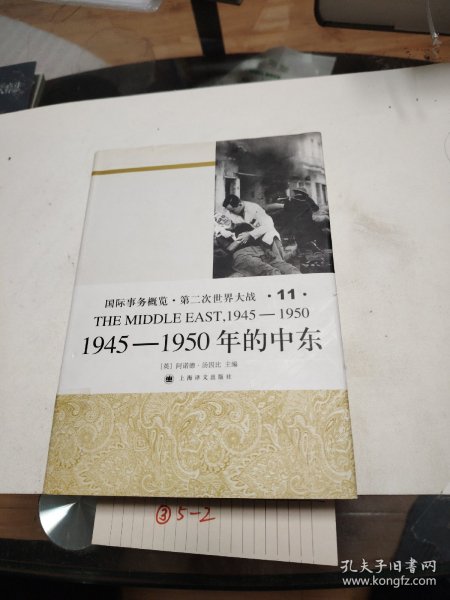 国际事务概览·第二次世界大战 ·11·
THE MIDDLE EAST,1945—1950
1945—1950年的中东
[英] 阿诺德·汤因比 主编
上海译文出版社
③5-2
孔夫子旧书网
www.kongfz.com